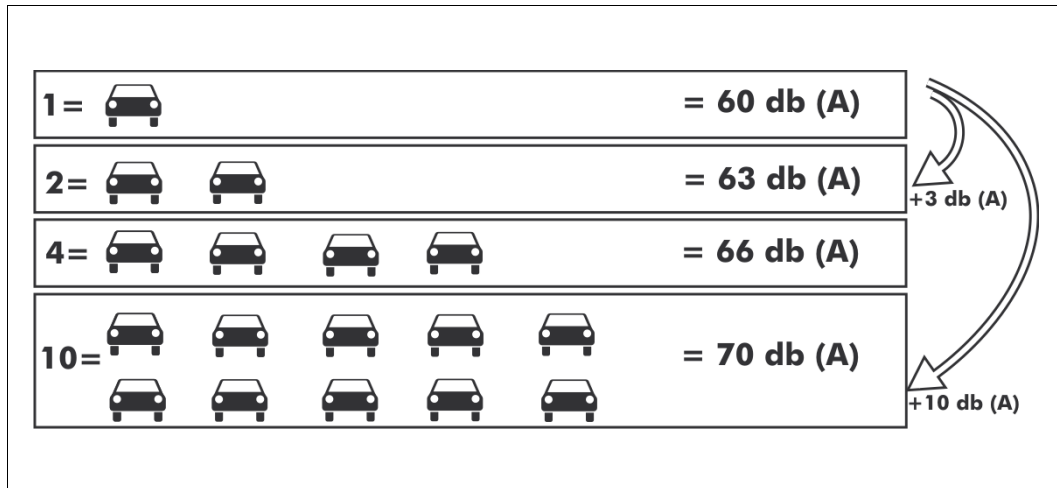 1= = 60 db (A)
2= = 63 db (A)
+3 db (A)
4= = 66 db (A)
10= = 70 db (A)
+10 db (A)